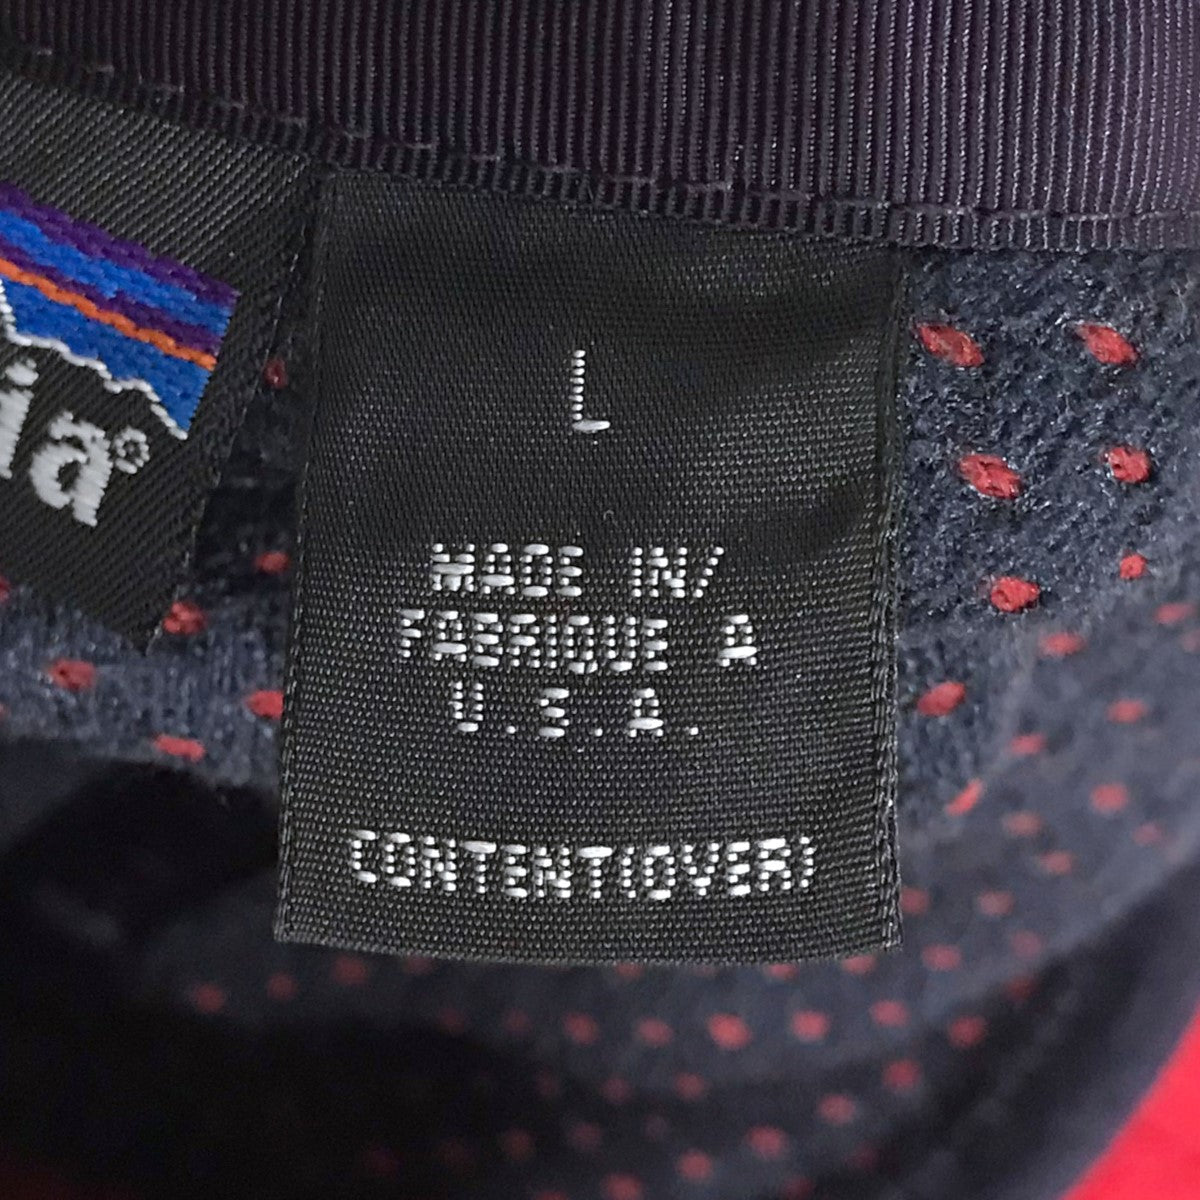 ia®
L
MADE IN/
FABRIQUE A
U.S.A.
CONTENT(OVER)